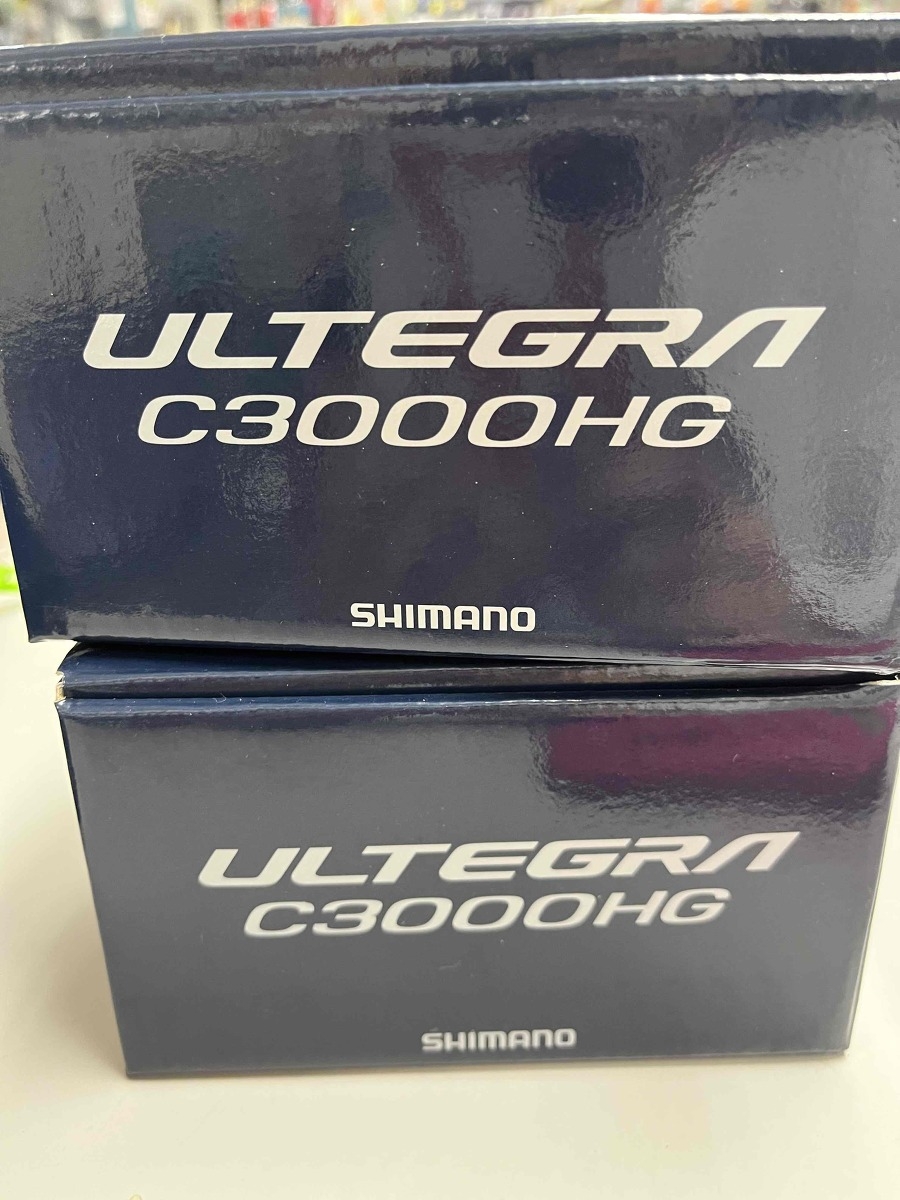 ULTEGRA
C3000HG
SHIMANO
ULTEGRA
C3000HG
SHIMANO